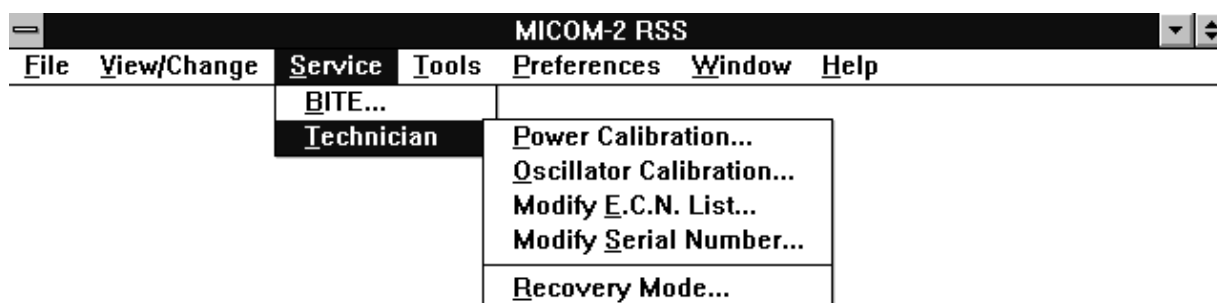 MICOM-2 RSS
File View/Change Service Tools Preferences Window Help
BITE...
Technician Power Calibration...
Oscillator Calibration...
Modify E.C.N. List...
Modify Serial Number...
Recovery Mode...